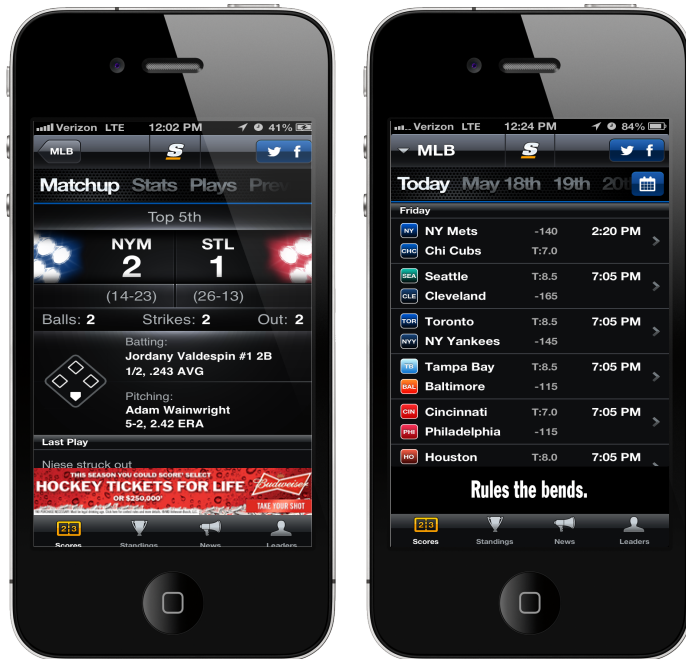 Verizon LTE 12:02 PM 41%
MLB
S
f
Matchup Stats Plays Prev
Top 5th
NYM STL
2 1
(14-23) (26-13)
Balls: 2 Strikes: 2 Out: 2
Batting:
Jordany Valdespin #1 2B
1/2, .243 AVG
Pitching:
Adam Wainwright
5-2, 2.42 ERA
Last Play
Niese struck out
THIS SEASON YOU COULD SCORE* SELECT
HOCKEY TICKETS FOR LIFE
OR $250,000*
Budweiser
TAKE YOUR SHOT
2 3
Scores Standings News Leaders
Verizon LTE 12:24 PM 84%
MLB
S
f
Today May 18th 19th 20t
Friday
NY NY Mets -140 2:20 PM
CHC Chi Cubs T:7.0
SEA Seattle T:8.5 7:05 PM
CLE Cleveland -165
TOR Toronto T:8.5 7:05 PM
NYY NY Yankees -145
TB Tampa Bay T:8.5 7:05 PM
BAL Baltimore -115
CIN Cincinnati T:7.0 7:05 PM
PHI Philadelphia -115
HO Houston T:8.0 7:05 PM
Rules the bends.
2 3
Scores Standings News Leaders